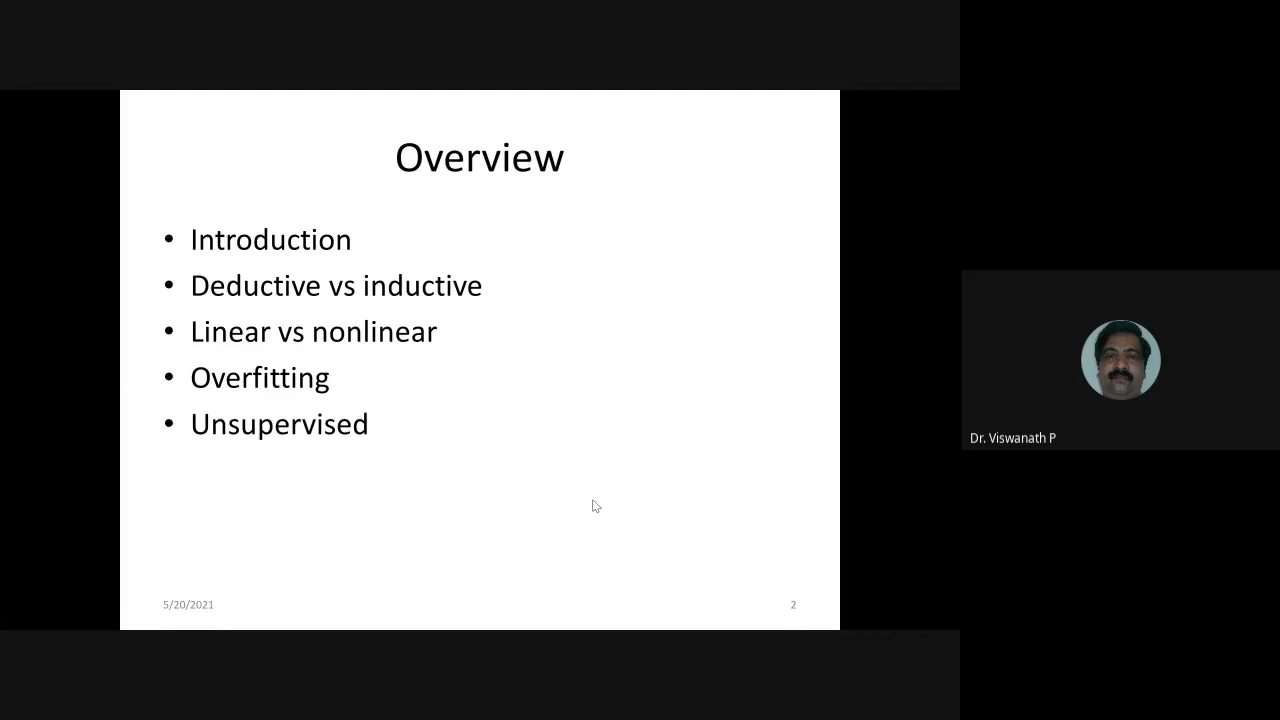 Overview
• Introduction
• Deductive vs inductive
• Linear vs nonlinear
• Overfitting
• Unsupervised
5/20/2021
2
Dr. Viswanath P